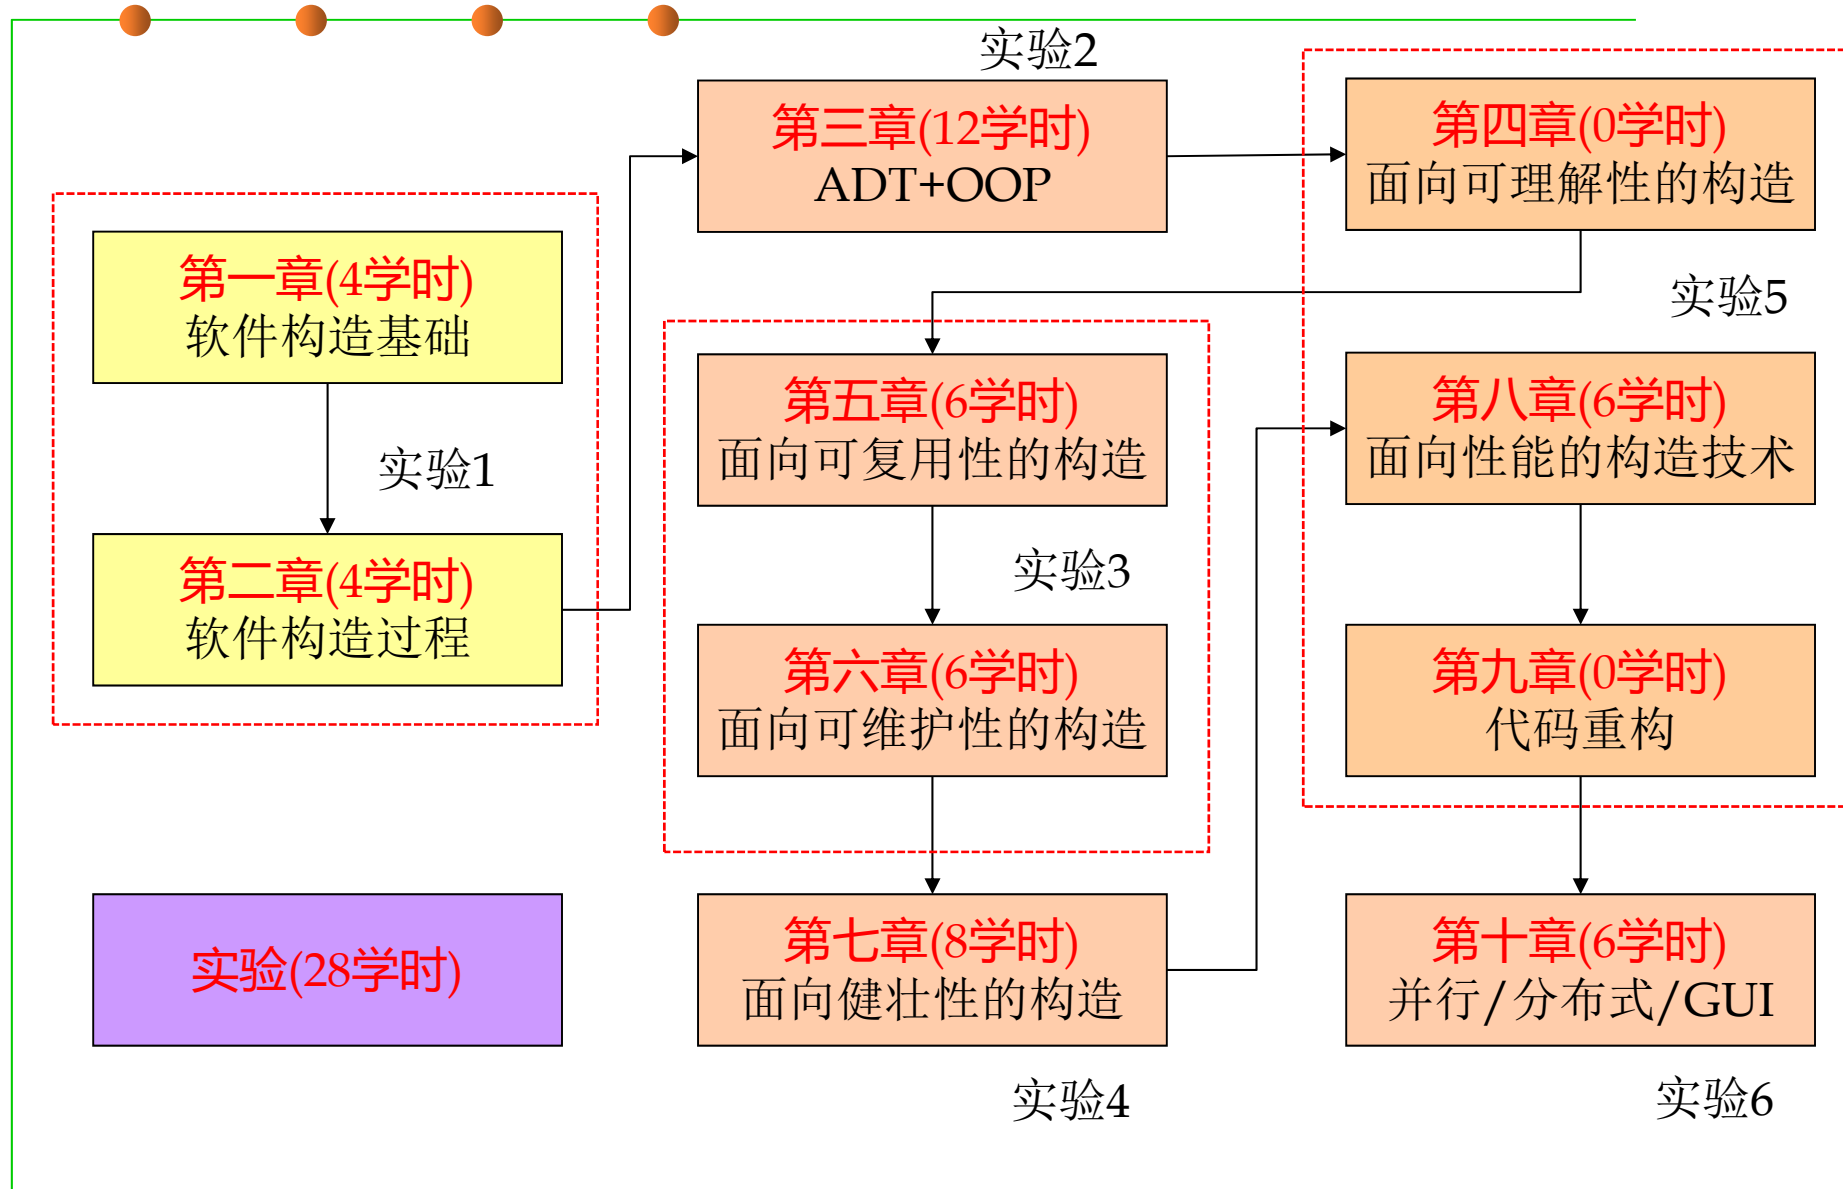 第一章(4学时)
软件构造基础
实验1
第二章(4学时)
软件构造过程
实验(28学时)
实验2
第三章(12学时)
ADT+OOP
第五章(6学时)
面向可复用性的构造
实验3
第六章(6学时)
面向可维护性的构造
第七章(8学时)
面向健壮性的构造
实验4
第四章(0学时)
面向可理解性的构造
实验5
第八章(6学时)
面向性能的构造技术
第九章(0学时)
代码重构
第十章(6学时)
并行/分布式/GUI
实验6